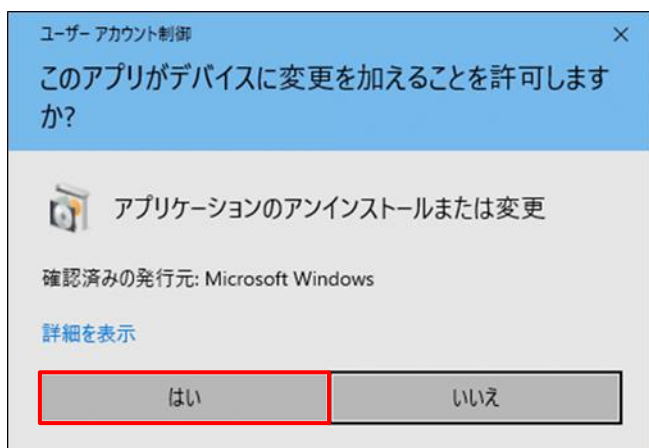 ユーザー アカウント制御
このアプリがデバイスに変更を加えることを許可します
か?
アプリケーションのアンインストールまたは変更
確認済みの発行元: Microsoft Windows
詳細を表示
はい
いいえ